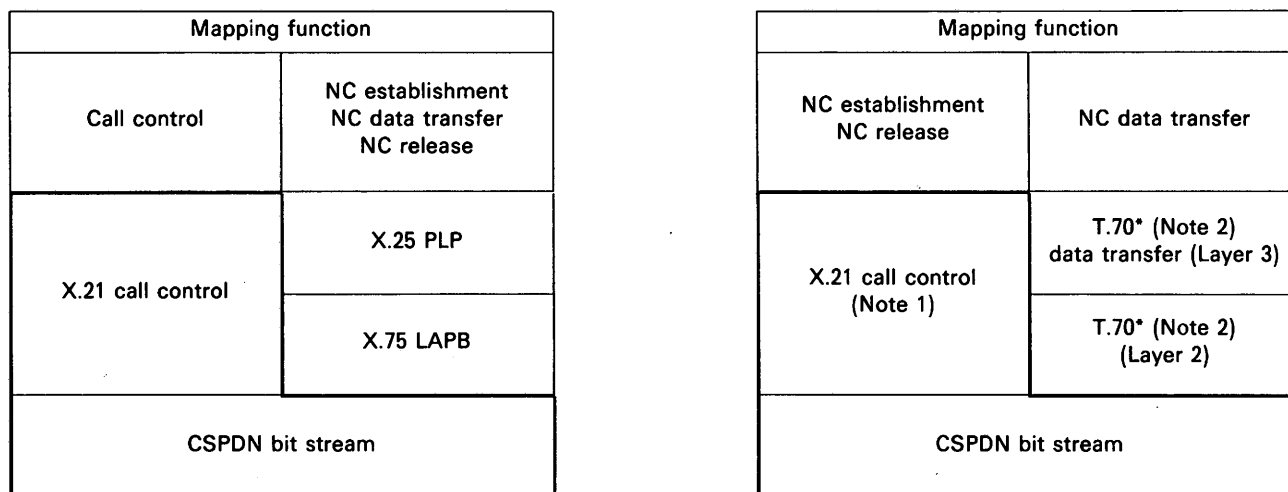 Mapping function
Call control
NC establishment
NC data transfer
NC release
X.21 call control
X.25 PLP
X.75 LAPB
CSPDN bit stream
Mapping function
NC establishment
NC release
NC data transfer
X.21 call control
(Note 1)
T.70* (Note 2)
data transfer (Layer 3)
T.70* (Note 2)
(Layer 2)
CSPDN bit stream